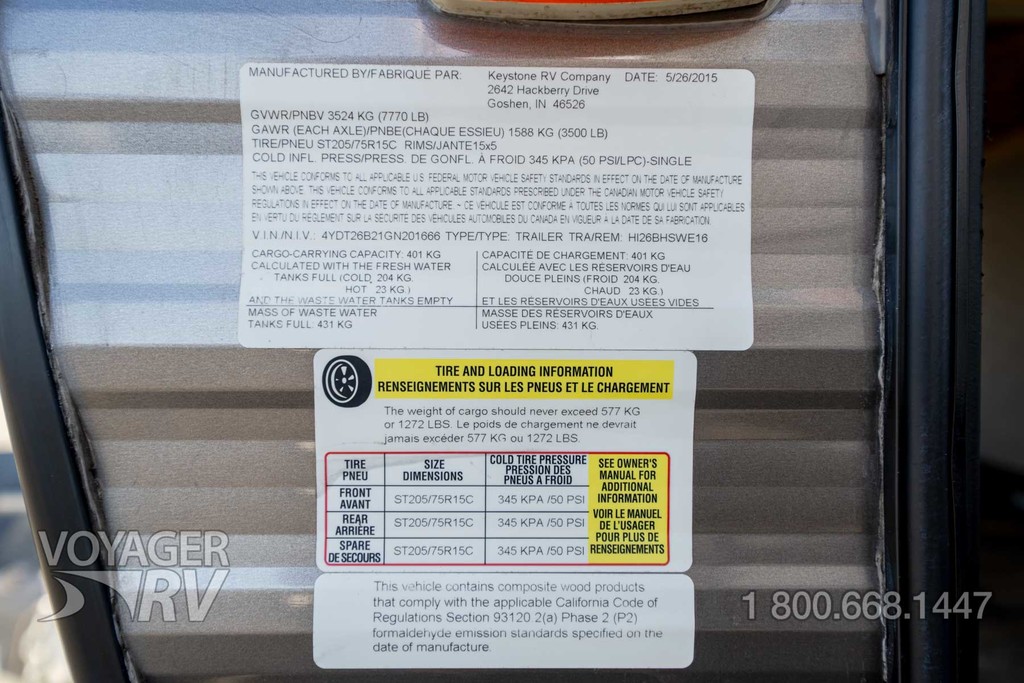 MANUFACTURED BY/FABRIQUÉ PAR: Keystone RV Company DATE: 5/26/2015
2642 Hackberry Drive
Goshen, IN 46526
GVWR/PNBV 3524 KG (7770 LB)
GAWR (EACH AXLE)/PNBE(CHAQUE ESSIEU) 1588 KG (3500 LB)
TIRE/PNEU ST205/75R15C RIMS/JANTE15x5
COLD INFL. PRESS/PRESS. DE GONFL. À FROID 345 KPA (50 PSI/LPC)-SINGLE
THIS VEHICLE CONFORMS TO ALL APPLICABLE U.S. FEDERAL MOTOR VEHICLE SAFETY STANDARDS IN EFFECT ON THE DATE OF MANUFACTURE
SHOWN ABOVE. THIS VEHICLE CONFORMS TO ALL APPLICABLE STANDARDS PRESCRIBED UNDER THE CANADIAN MOTOR VEHICLE SAFETY
REGULATIONS IN EFFECT ON THE DATE OF MANUFACTURE - CE VÉHICULE EST CONFORME À TOUTES LES NORMES QUI LUI SONT APPLICABLES
EN VERTU DU RÈGLEMENT SUR LA SÉCURITÉ DES VÉHICULES AUTOMOBILES DU CANADA EN VIGUEUR À LA DATE DE SA FABRICATION.
V.I.N./N.I.V.: 4YDT26B21GN201666 TYPE/TYPE: TRAILER TRA/REM: HI26BHSWE16
CARGO-CARRYING CAPACITY: 401 KG
CALCULATED WITH THE FRESH WATER
TANKS FULL (COLD, 204 KG.
HOT 23 KG.)
AND THE WASTE WATER TANKS EMPTY
MASS OF WASTE WATER
TANKS FULL: 431 KG
CAPACITÉ DE CHARGEMENT: 401 KG
CALCULÉE AVEC LES RÉSERVOIRS D'EAU
DOUCE PLEINS (FROID 204 KG.
CHAUD 23 KG.)
ET LES RÉSERVOIRS D'EAUX USÉES VIDES
MASSE DES RÉSERVOIRS D'EAUX
USÉES PLEINS: 431 KG.
TIRE AND LOADING INFORMATION
RENSEIGNEMENTS SUR LES PNEUS ET LE CHARGEMENT
The weight of cargo should never exceed 577 KG
or 1272 LBS. Le poids de chargement ne devrait
jamais excéder 577 KG ou 1272 LBS.
TIRE
PNEU
SIZE
DIMENSIONS
COLD TIRE PRESSURE
PRESSION DES
PNEUS A FROID
FRONT
AVANT
ST205/75R15C
345 KPA /50 PSI
REAR
ARRIÈRE
ST205/75R15C
345 KPA /50 PSI
SPARE
DE SECOURS
ST205/75R15C
345 KPA /50 PSI
SEE OWNER'S
MANUAL FOR
ADDITIONAL
INFORMATION
VOIR LE MANUEL
DE L'USAGER
POUR PLUS DE
RENSEIGNEMENTS
This vehicle contains composite wood products
that comply with the applicable California Code of
Regulations Section 93120 2(a) Phase 2 (P2)
formaldehyde emission standards specified on the
date of manufacture.
VOYAGER
RV
1 800.668.1447